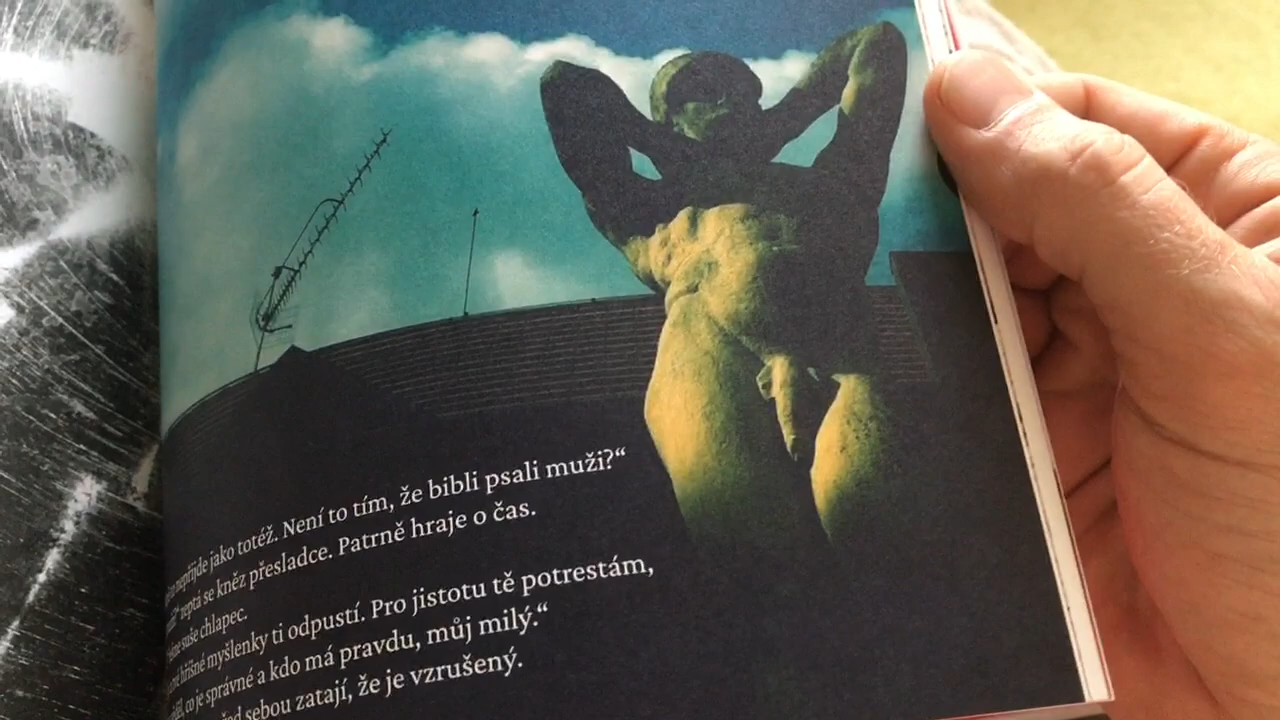 nepřijde jako totéž. Není to tím, že bibli psali muži?“
zeptá se kněz přesladce. Patrně hraje o čas.
suše chlapec.
hříšné myšlenky ti odpustí. Pro jistotu tě potrestám,
co je správné a kdo má pravdu, můj milý.“
sebou zatají, že je vzrušený.